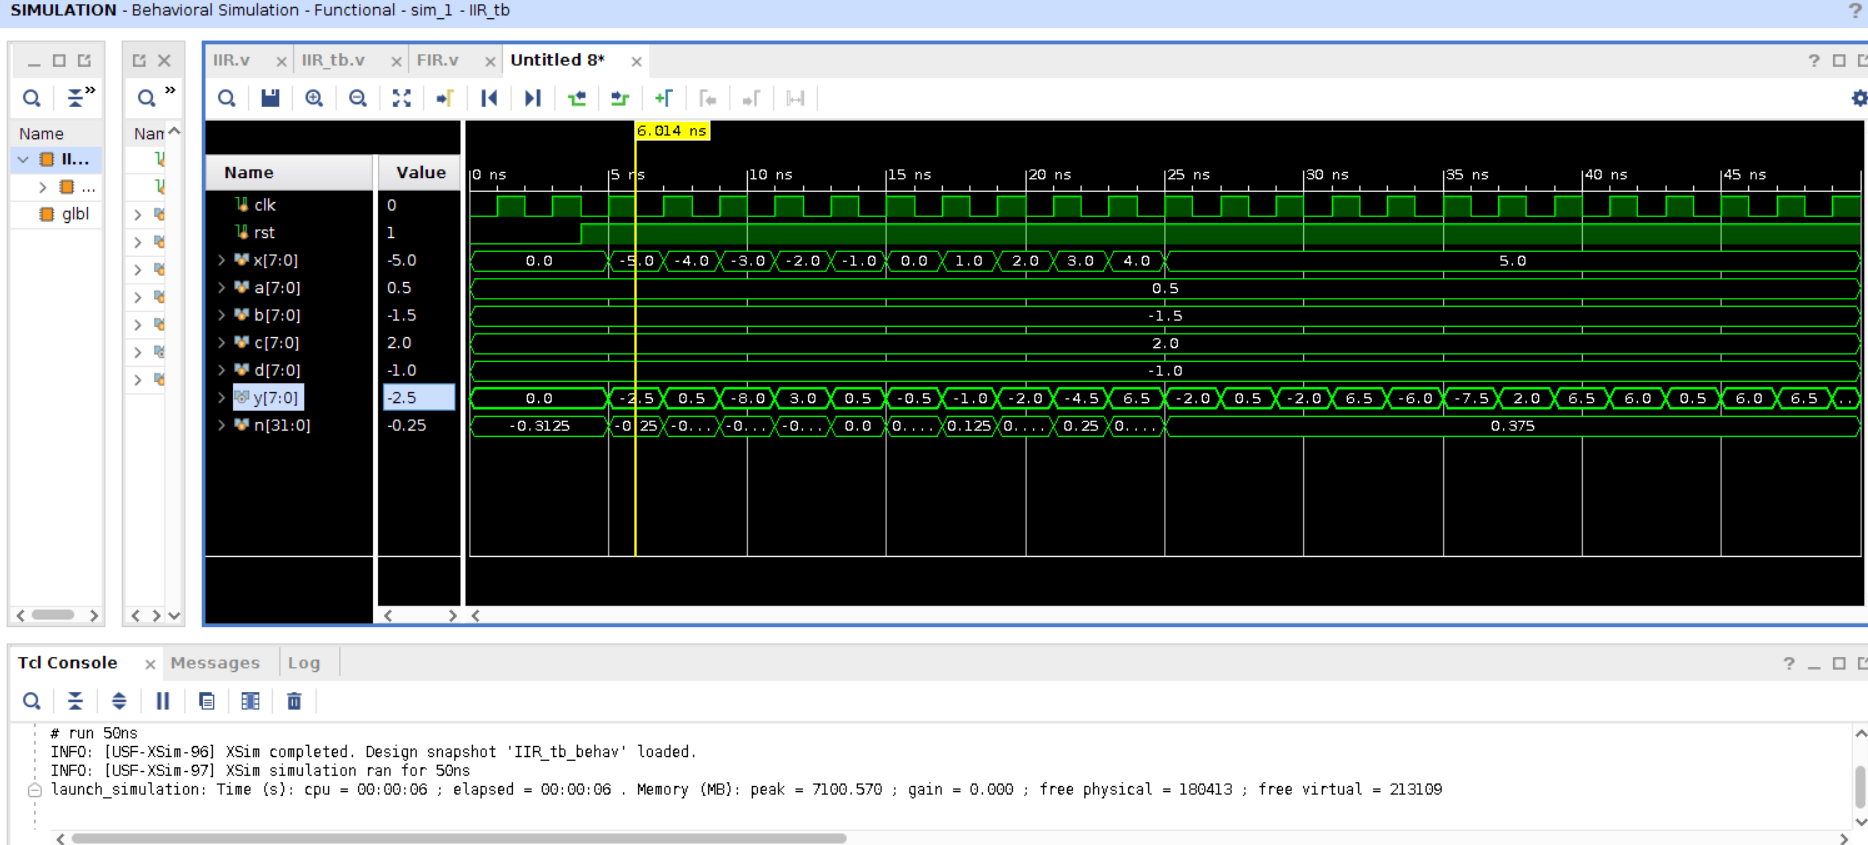 SIMULATION - Behavioral Simulation - Functional - sim_1 - IIR_tb ?
IIR.v × IIR_tb.v × FIR.v × Untitled 8* × ?
Name
II...
...
glbl
Nam
6.014 ns
Name Value 0 ns 5 ns 10 ns 15 ns 20 ns 25 ns 30 ns 35 ns 40 ns 45 ns
clk 0
rst 1
x[7:0] -5.0 0.0 -5.0 -4.0 -3.0 -2.0 -1.0 0.0 1.0 2.0 3.0 4.0 5.0
a[7:0] 0.5 0.5
b[7:0] -1.5 -1.5
c[7:0] 2.0 2.0
d[7:0] -1.0 -1.0
y[7:0] -2.5 0.0 -2.5 0.5 -8.0 3.0 0.5 -0.5 -1.0 -2.0 -4.5 6.5 -2.0 0.5 -2.0 6.5 -6.0 -7.5 2.0 6.5 6.0 0.5 6.0 6.5 ..
n[31:0] -0.25 -0.3125 -0.25 -0... -0... -0... 0.0 0.... 0.125 0.... 0.25 0.... 0.375
Tcl Console × Messages Log ?
# run 50ns
INFO: [USF-XSim-96] XSim completed. Design snapshot 'IIR_tb_behav' loaded.
INFO: [USF-XSim-97] XSim simulation ran for 50ns
launch_simulation: Time (s): cpu = 00:00:06 ; elapsed = 00:00:06 . Memory (MB): peak = 7100.570 ; gain = 0.000 ; free physical = 180413 ; free virtual = 213109